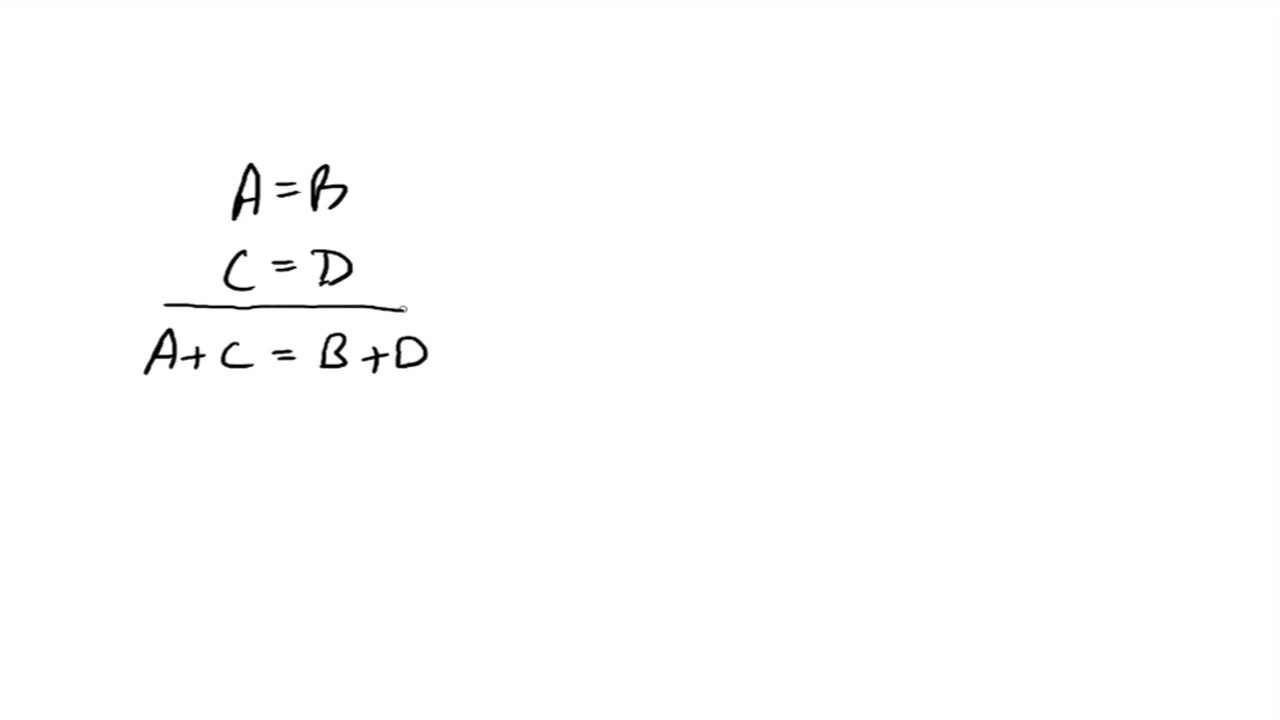 A = B
C = D
A + C = B + D